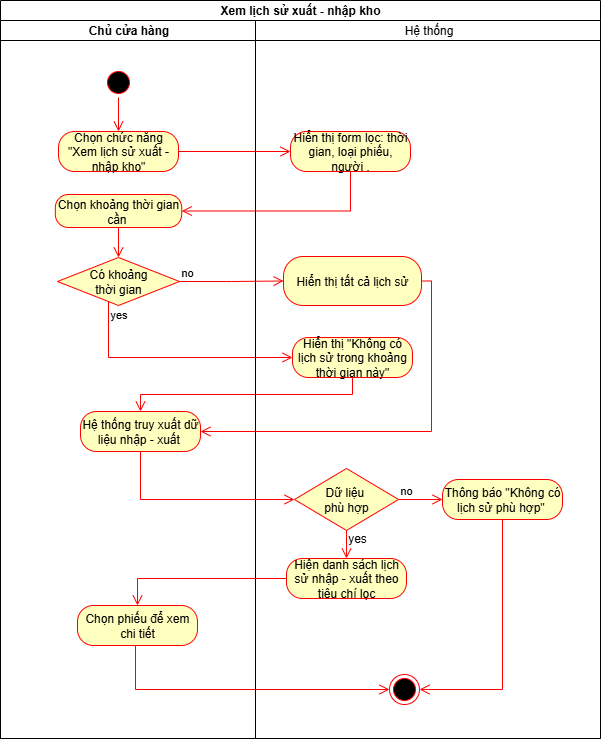 Xem lịch sử xuất - nhập kho
Chủ cửa hàng
Hệ thống
Chọn chức năng
"Xem lịch sử xuất -
nhập kho"
Hiển thị form lọc: thời
gian, loại phiếu,
người .
Chọn khoảng thời gian
cần
Có khoảng
thời gian
no
Hiển thị tất cả lịch sử
yes
Hiển thị "Không có
lịch sử trong khoảng
thời gian này"
Hệ thống truy xuất dữ
liệu nhập - xuất
Dữ liệu
phù hợp
no
Thông báo "Không có
lịch sử phù hợp"
yes
Hiện danh sách lịch
sử nhập - xuất theo
tiêu chí lọc
Chọn phiếu để xem
chi tiết